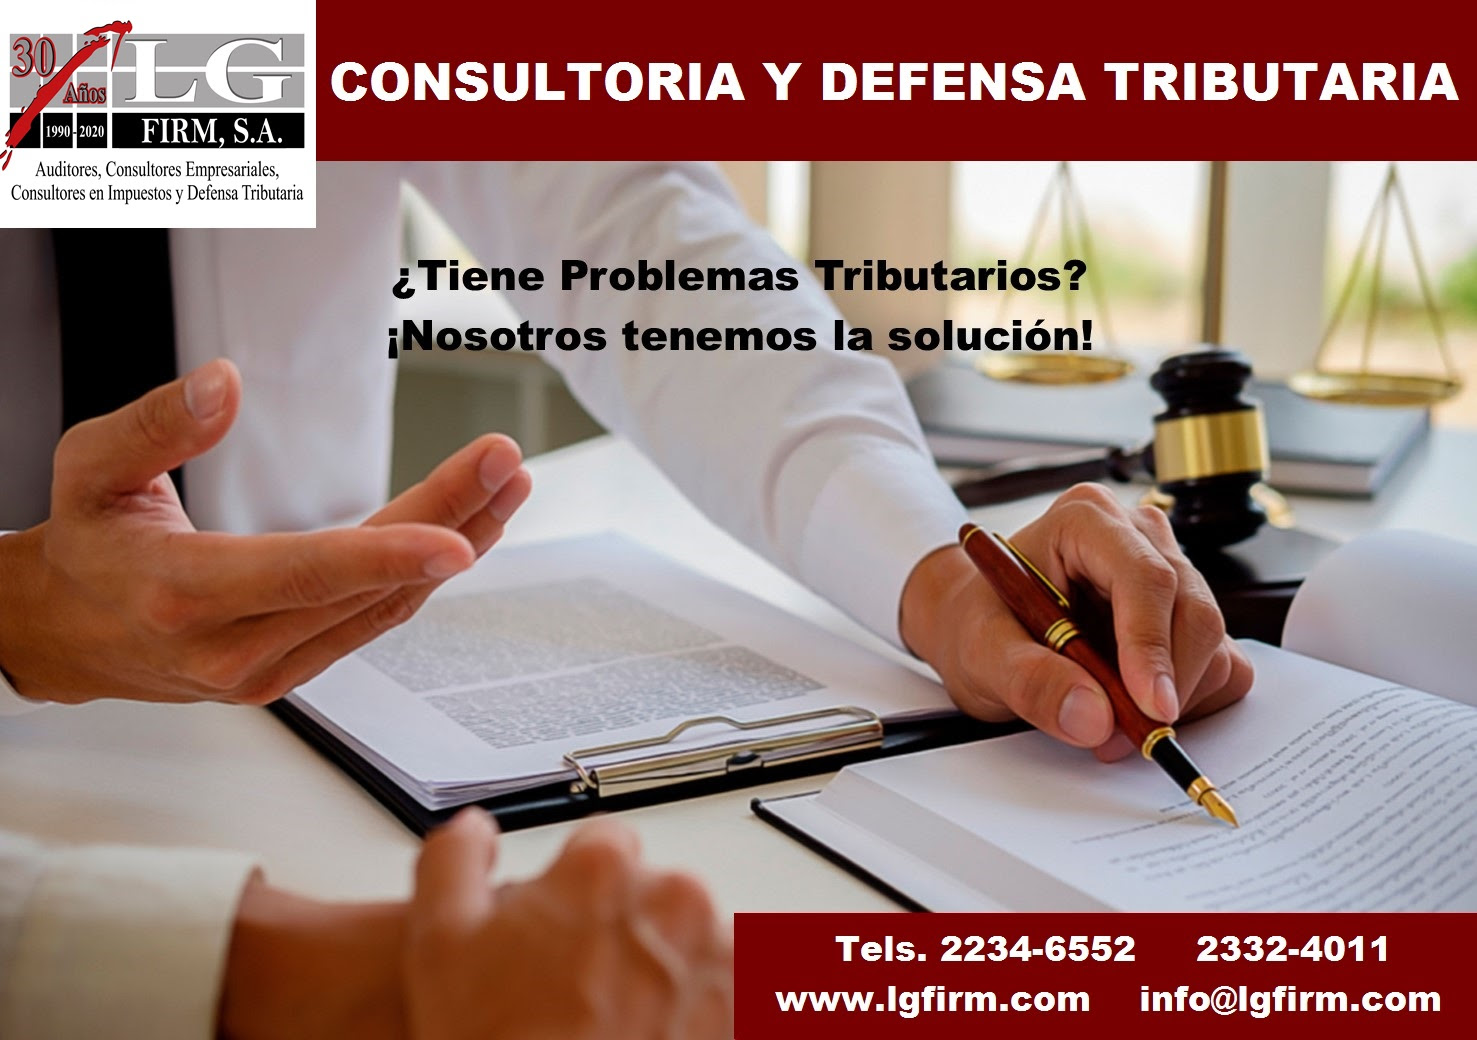 30
Años
1990 - 2020
LG
FIRM, S.A.
Auditores, Consultores Empresariales,
Consultores en Impuestos y Defensa Tributaria
CONSULTORIA Y DEFENSA TRIBUTARIA
¿Tiene Problemas Tributarios?
¡Nosotros tenemos la solución!
Tels. 2234-6552 2332-4011
www.lgfirm.com info@lgfirm.com